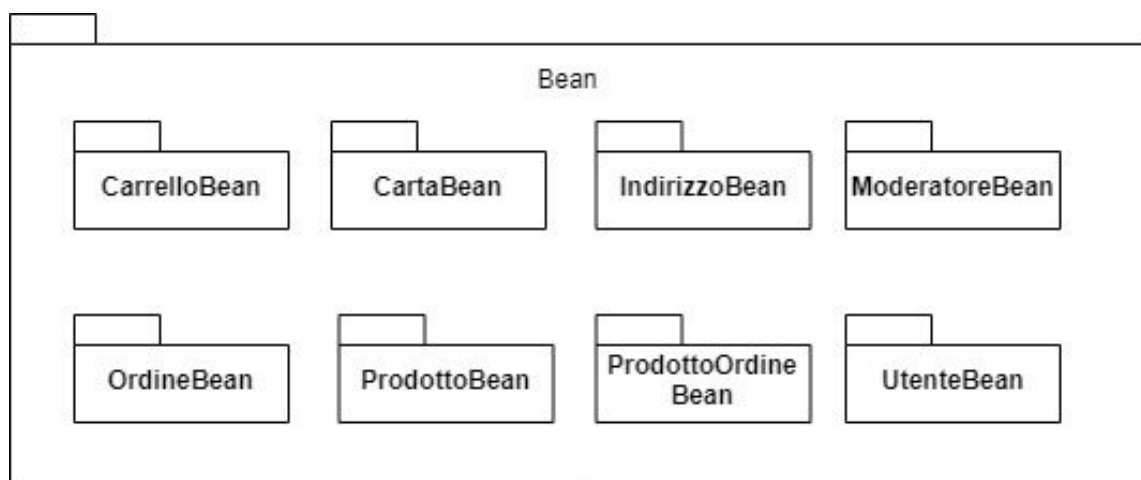 Bean
CarrelloBean
CartaBean
IndirizzoBean
ModeratoreBean
OrdineBean
ProdottoBean
ProdottoOrdine
Bean
UtenteBean